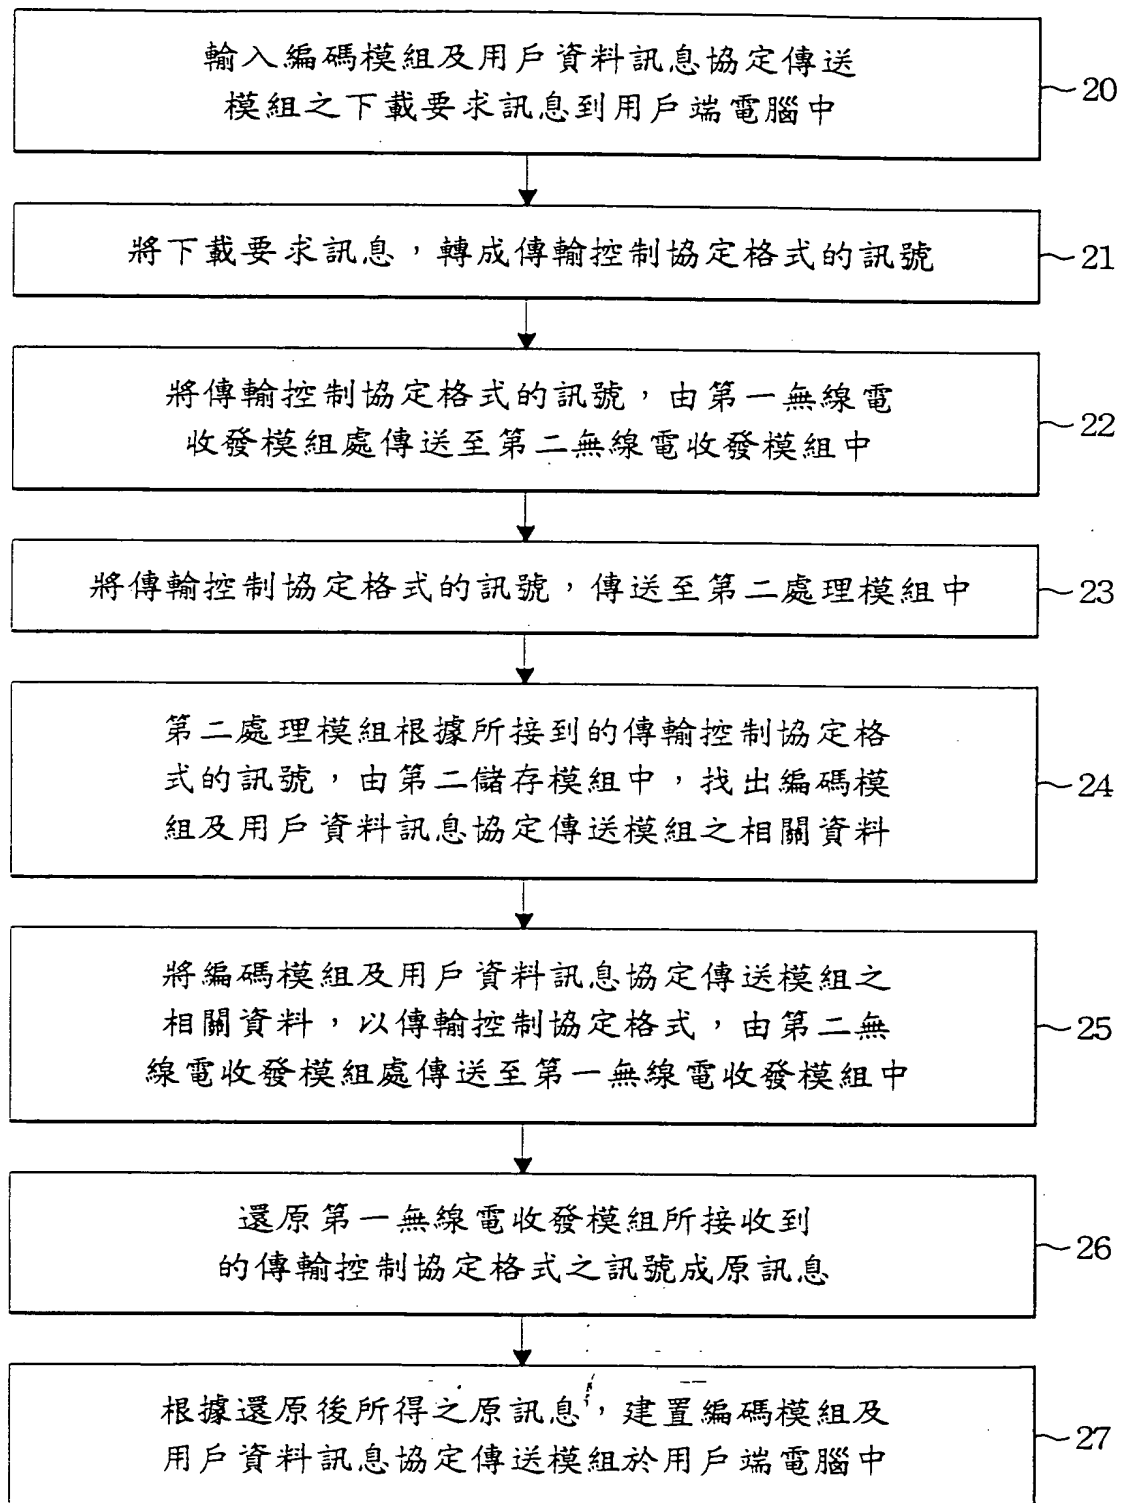 輸入編碼模組及用戶資料訊息協定傳送
模組之下載要求訊息到用戶端電腦中
20
將下載要求訊息,轉成傳輸控制協定格式的訊號
21
將傳輸控制協定格式的訊號,由第一無線電
收發模組處傳送至第二無線電收發模組中
22
將傳輸控制協定格式的訊號,傳送至第二處理模組中
23
第二處理模組根據所接到的傳輸控制協定格
式的訊號,由第二儲存模組中,找出編碼模
組及用戶資料訊息協定傳送模組之相關資料
24
將編碼模組及用戶資料訊息協定傳送模組之
相關資料,以傳輸控制協定格式,由第二無
線電收發模組處傳送至第一無線電收發模組中
25
還原第一無線電收發模組所接收到
的傳輸控制協定格式之訊號成原訊息
26
根據還原後所得之原訊息,建置編碼模組及
用戶資料訊息協定傳送模組於用戶端電腦中
27